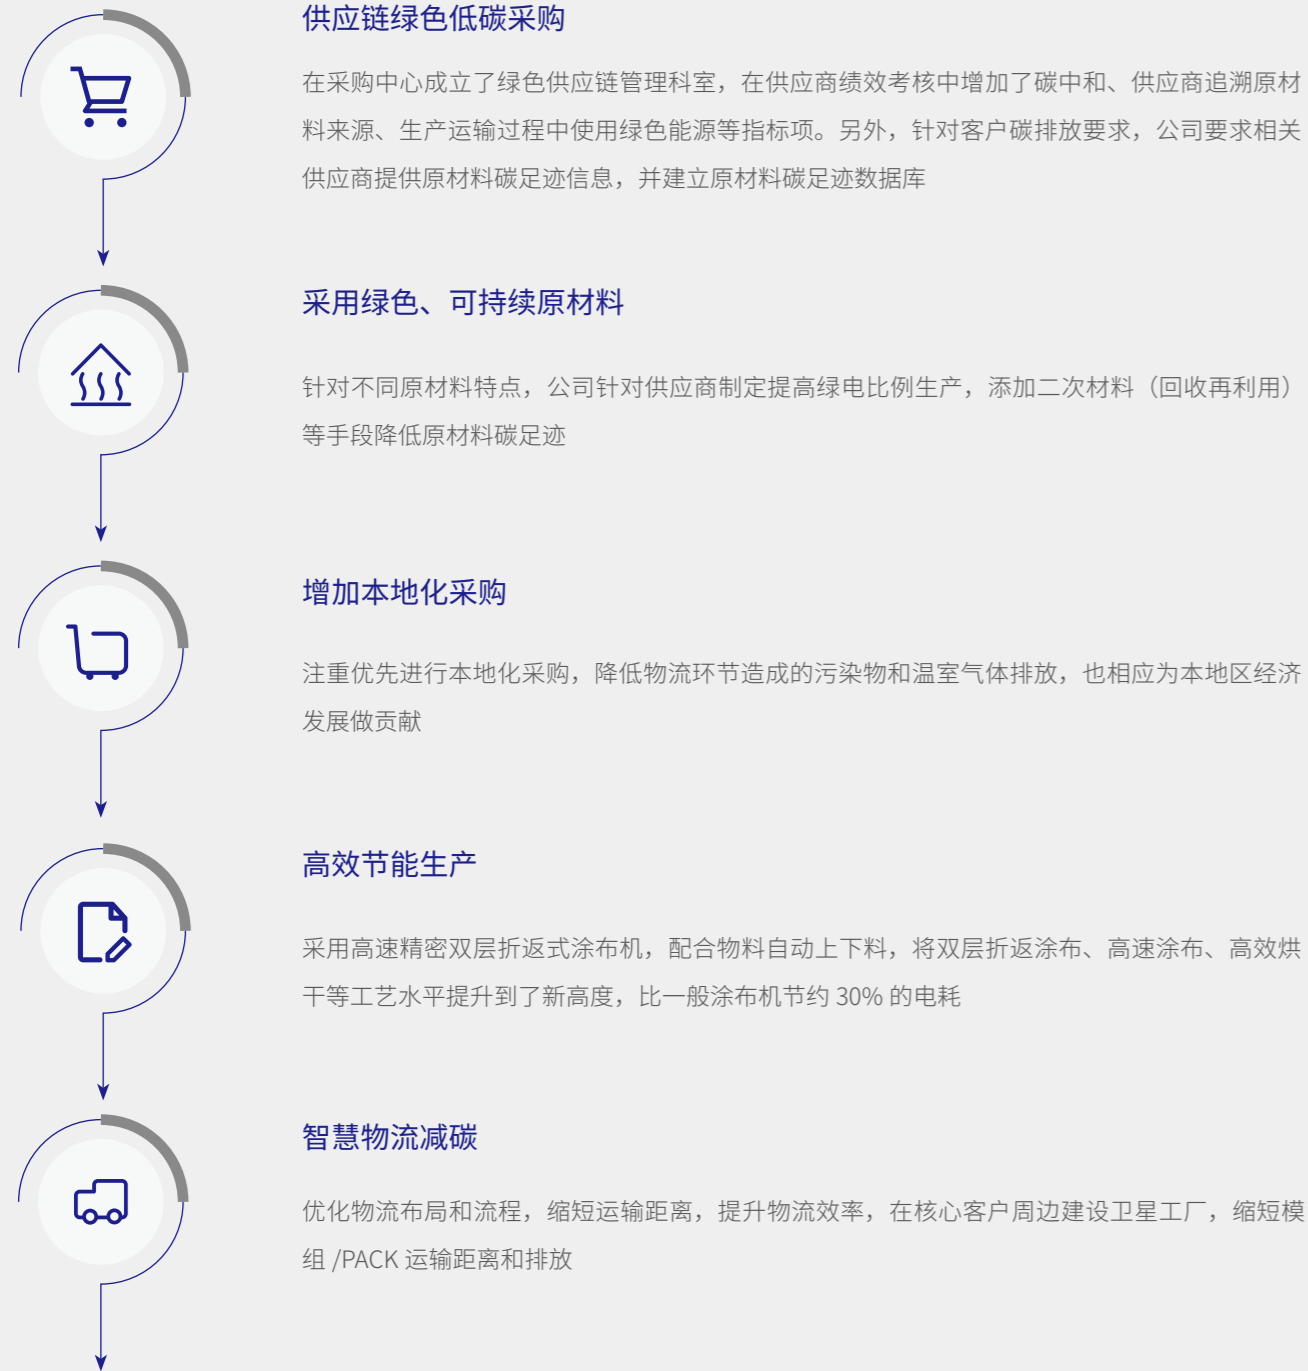 供应链绿色低碳采购
在采购中心成立了绿色供应链管理科室，在供应商绩效考核中增加了碳中和、供应商追溯原材
料来源、生产运输过程中使用绿色能源等指标项。另外，针对客户碳排放要求，公司要求相关
供应商提供原材料碳足迹信息，并建立原材料碳足迹数据库
采用绿色、可持续原材料
针对不同原材料特点，公司针对供应商制定提高绿电比例生产，添加二次材料（回收再利用）
等手段降低原材料碳足迹
增加本地化采购
注重优先进行本地化采购，降低物流环节造成的污染物和温室气体排放，也相应为本地区经济
发展做贡献
高效节能生产
采用高速精密双层折返式涂布机，配合物料自动上下料，将双层折返涂布、高速涂布、高效烘
干等工艺水平提升到了新高度，比一般涂布机节约 30% 的电耗
智慧物流减碳
优化物流布局和流程，缩短运输距离，提升物流效率，在核心客户周边建设卫星工厂，缩短模
组 /PACK 运输距离和排放